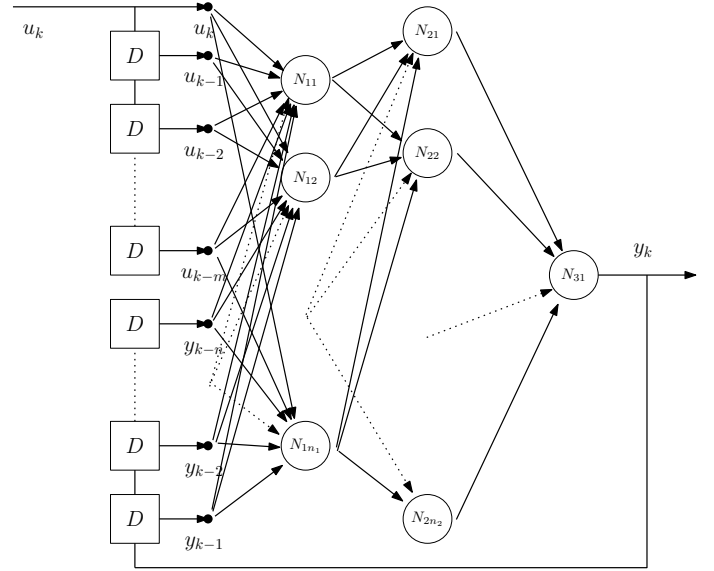 u_k
u_k
D
u_{k-1}
D
u_{k-2}
D
u_{k-m}
D
y_{k-n}
D
y_{k-2}
D
y_{k-1}
N_{11}
N_{12}
N_{1n_1}
N_{21}
N_{22}
N_{2n_2}
N_{31}
y_k